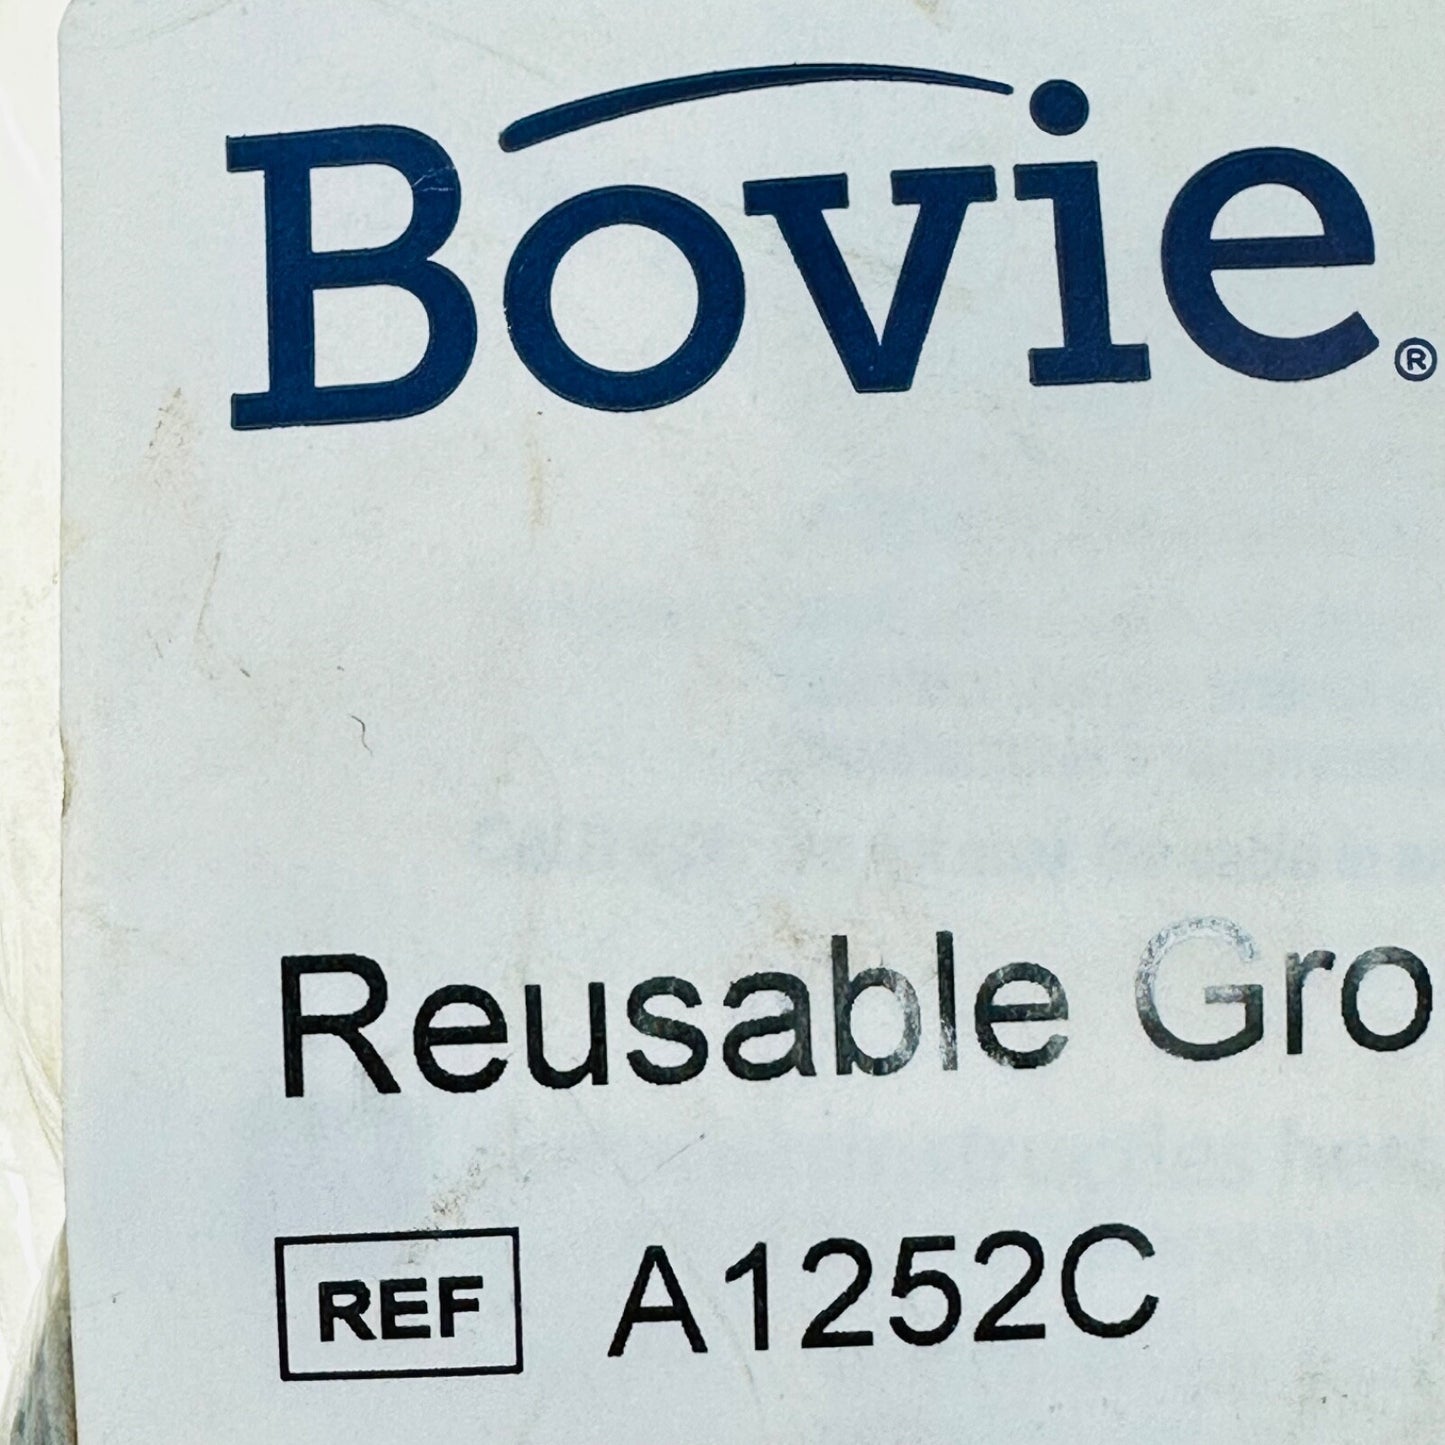 Bovie®
Reusable Gro
REF A1252C